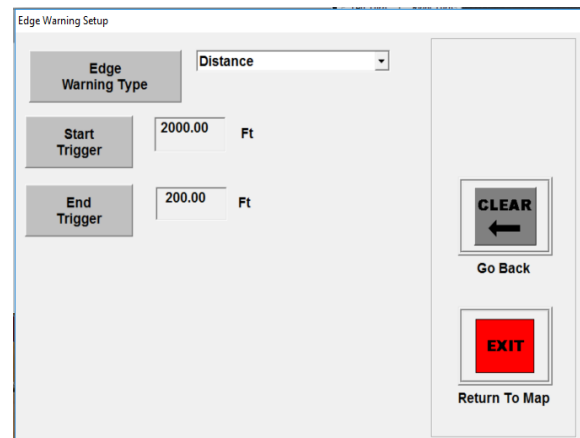 Edge Warning Setup
Edge
Warning Type
Distance
Start
Trigger
2000.00
Ft
End
Trigger
200.00
Ft
CLEAR
Go Back
EXIT
Return To Map